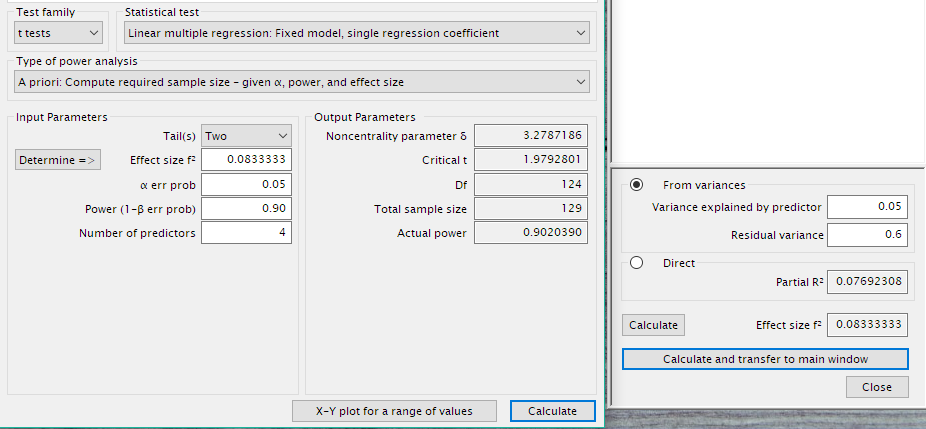 Test family
Statistical test
t tests
Linear multiple regression: Fixed model, single regression coefficient
Type of power analysis
A priori: Compute required sample size – given α, power, and effect size
Input Parameters
Tail(s) Two
Determine =>
Effect size f² 0.0833333
α err prob 0.05
Power (1-β err prob) 0.90
Number of predictors 4
Output Parameters
Noncentrality parameter δ 3.2787186
Critical t 1.9792801
Df 124
Total sample size 129
Actual power 0.9020390
X-Y plot for a range of values
Calculate
From variances
Variance explained by predictor 0.05
Residual variance 0.6
Direct
Partial R² 0.07692308
Calculate
Effect size f² 0.08333333
Calculate and transfer to main window
Close